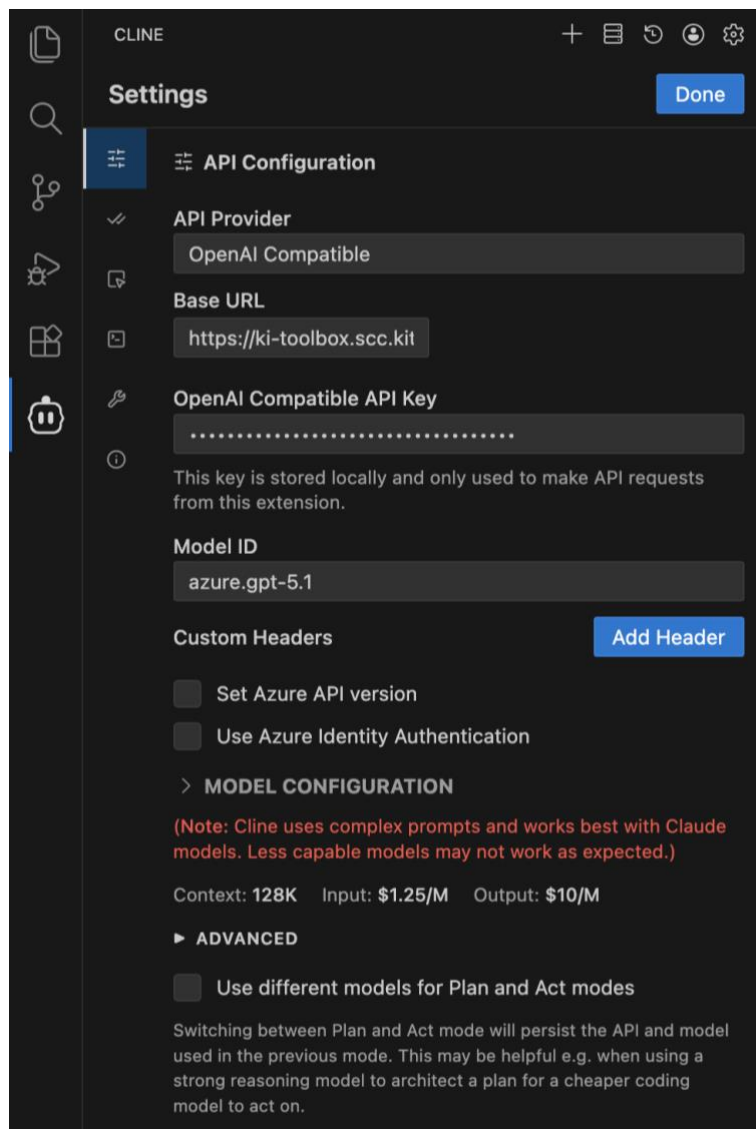 CLINE
Settings
Done
API Configuration
API Provider
OpenAI Compatible
Base URL
https://ki-toolbox.scc.kit
OpenAI Compatible API Key
••••••••••••••••••••••••••••••••••••
This key is stored locally and only used to make API requests
from this extension.
Model ID
azure.gpt-5.1
Custom Headers
Add Header
Set Azure API version
Use Azure Identity Authentication
MODEL CONFIGURATION
(Note: Cline uses complex prompts and works best with Claude
models. Less capable models may not work as expected.)
Context: 128K Input: $1.25/M Output: $10/M
ADVANCED
Use different models for Plan and Act modes
Switching between Plan and Act mode will persist the API and model
used in the previous mode. This may be helpful e.g. when using a
strong reasoning model to architect a plan for a cheaper coding
model to act on.